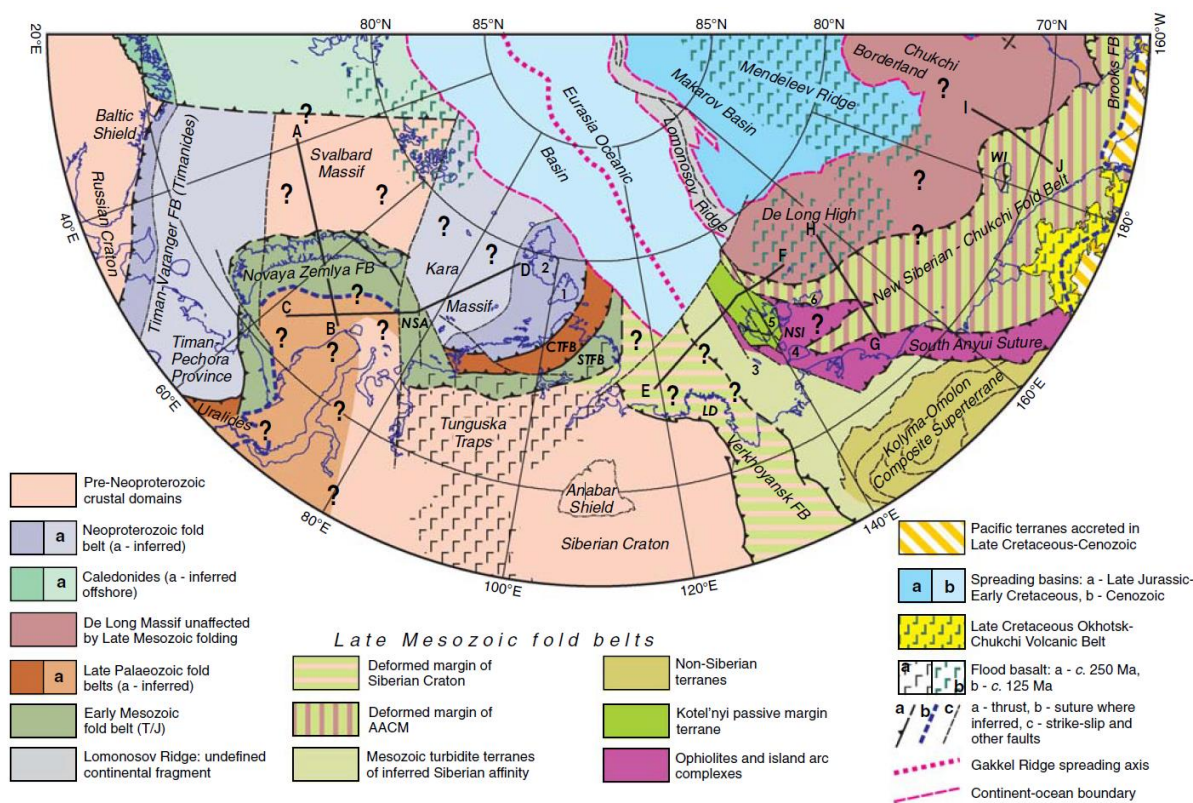 80°N
85°N
85°N
80°N
70°N
20°E
160°W
Baltic
Shield
Russian craton
40°E
Timan-Varanger FB (Timanides)
Timan-
Pechora
Province
60°E
Uralides
A
Svalbard
Massif
?
?
?
Novaya Zemlya FB
C
B
?
?
?
?
?
?
?
NSA
80°E
Kara
Massif
?
?
D
2
1
CTFB
STFB
Eurasia Oceanic
Basin
Lomonosov Ridge
Makarov Basin
Mendeleev Ridge
Chukchi
Borderland
?
I
J
WI
Brooks FB
180°
De Long High
H
F
?
?
New Siberian - Chukchi Fold Belt
6
5
?
NSI
4
G
South Anyui Suture
160°E
3
?
?
?
?
E
LD
Verkhoyansk FB
Kolyma-Omolon
Composite Superterrane
140°E
Tunguska
Traps
Anabar
Shield
Siberian Craton
100°E
120°E
Pre-Neoproterozoic
crustal domains
a
Neoproterozoic fold
belt (a - inferred)
a
Caledonides (a - inferred
offshore)
De Long Massif unaffected
by Late Mesozoic folding
a
Late Palaeozoic fold
belts (a - inferred)
Early Mesozoic
fold belt (T/J)
Lomonosov Ridge: undefined
continental fragment
Late Mesozoic fold belts
Deformed margin of
Siberian Craton
Deformed margin of
AACM
Mesozoic turbidite terranes
of inferred Siberian affinity
Non-Siberian
terranes
Kotel'nyi passive margin
terrane
Ophiolites and island arc
complexes
Pacific terranes accreted in
Late Cretaceous-Cenozoic
a b
Spreading basins: a - Late Jurassic-
Early Cretaceous, b - Cenozoic
Late Cretaceous Okhotsk-
Chukchi Volcanic Belt
a b
Flood basalt: a - c. 250 Ma,
b - c. 125 Ma
a b c
a - thrust, b - suture where
inferred, c - strike-slip and
other faults
Gakkel Ridge spreading axis
Continent-ocean boundary